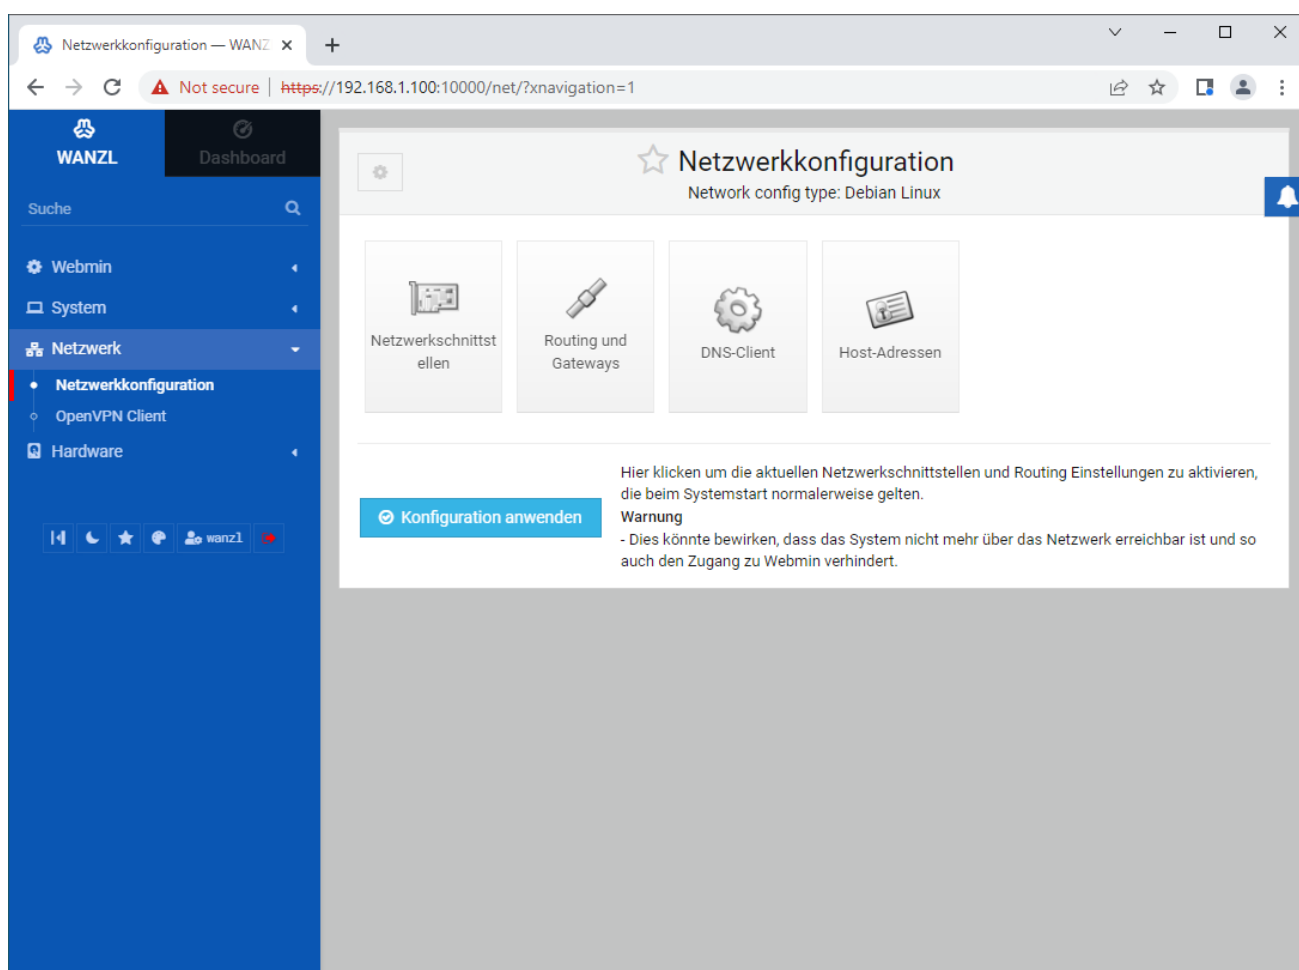 Netzwerkkonfiguration — WANZ
Not secure | https://192.168.1.100:10000/net/?xnavigation=1
WANZL
Dashboard
Suche
Webmin
System
Netzwerk
Netzwerkkonfiguration
OpenVPN Client
Hardware
wanzl
Netzwerkkonfiguration
Network config type: Debian Linux
Netzwerkschnittst
ellen
Routing und
Gateways
DNS-Client
Host-Adressen
Konfiguration anwenden
Hier klicken um die aktuellen Netzwerkschnittstellen und Routing Einstellungen zu aktivieren,
die beim Systemstart normalerweise gelten.
Warnung
- Dies könnte bewirken, dass das System nicht mehr über das Netzwerk erreichbar ist und so
auch den Zugang zu Webmin verhindert.